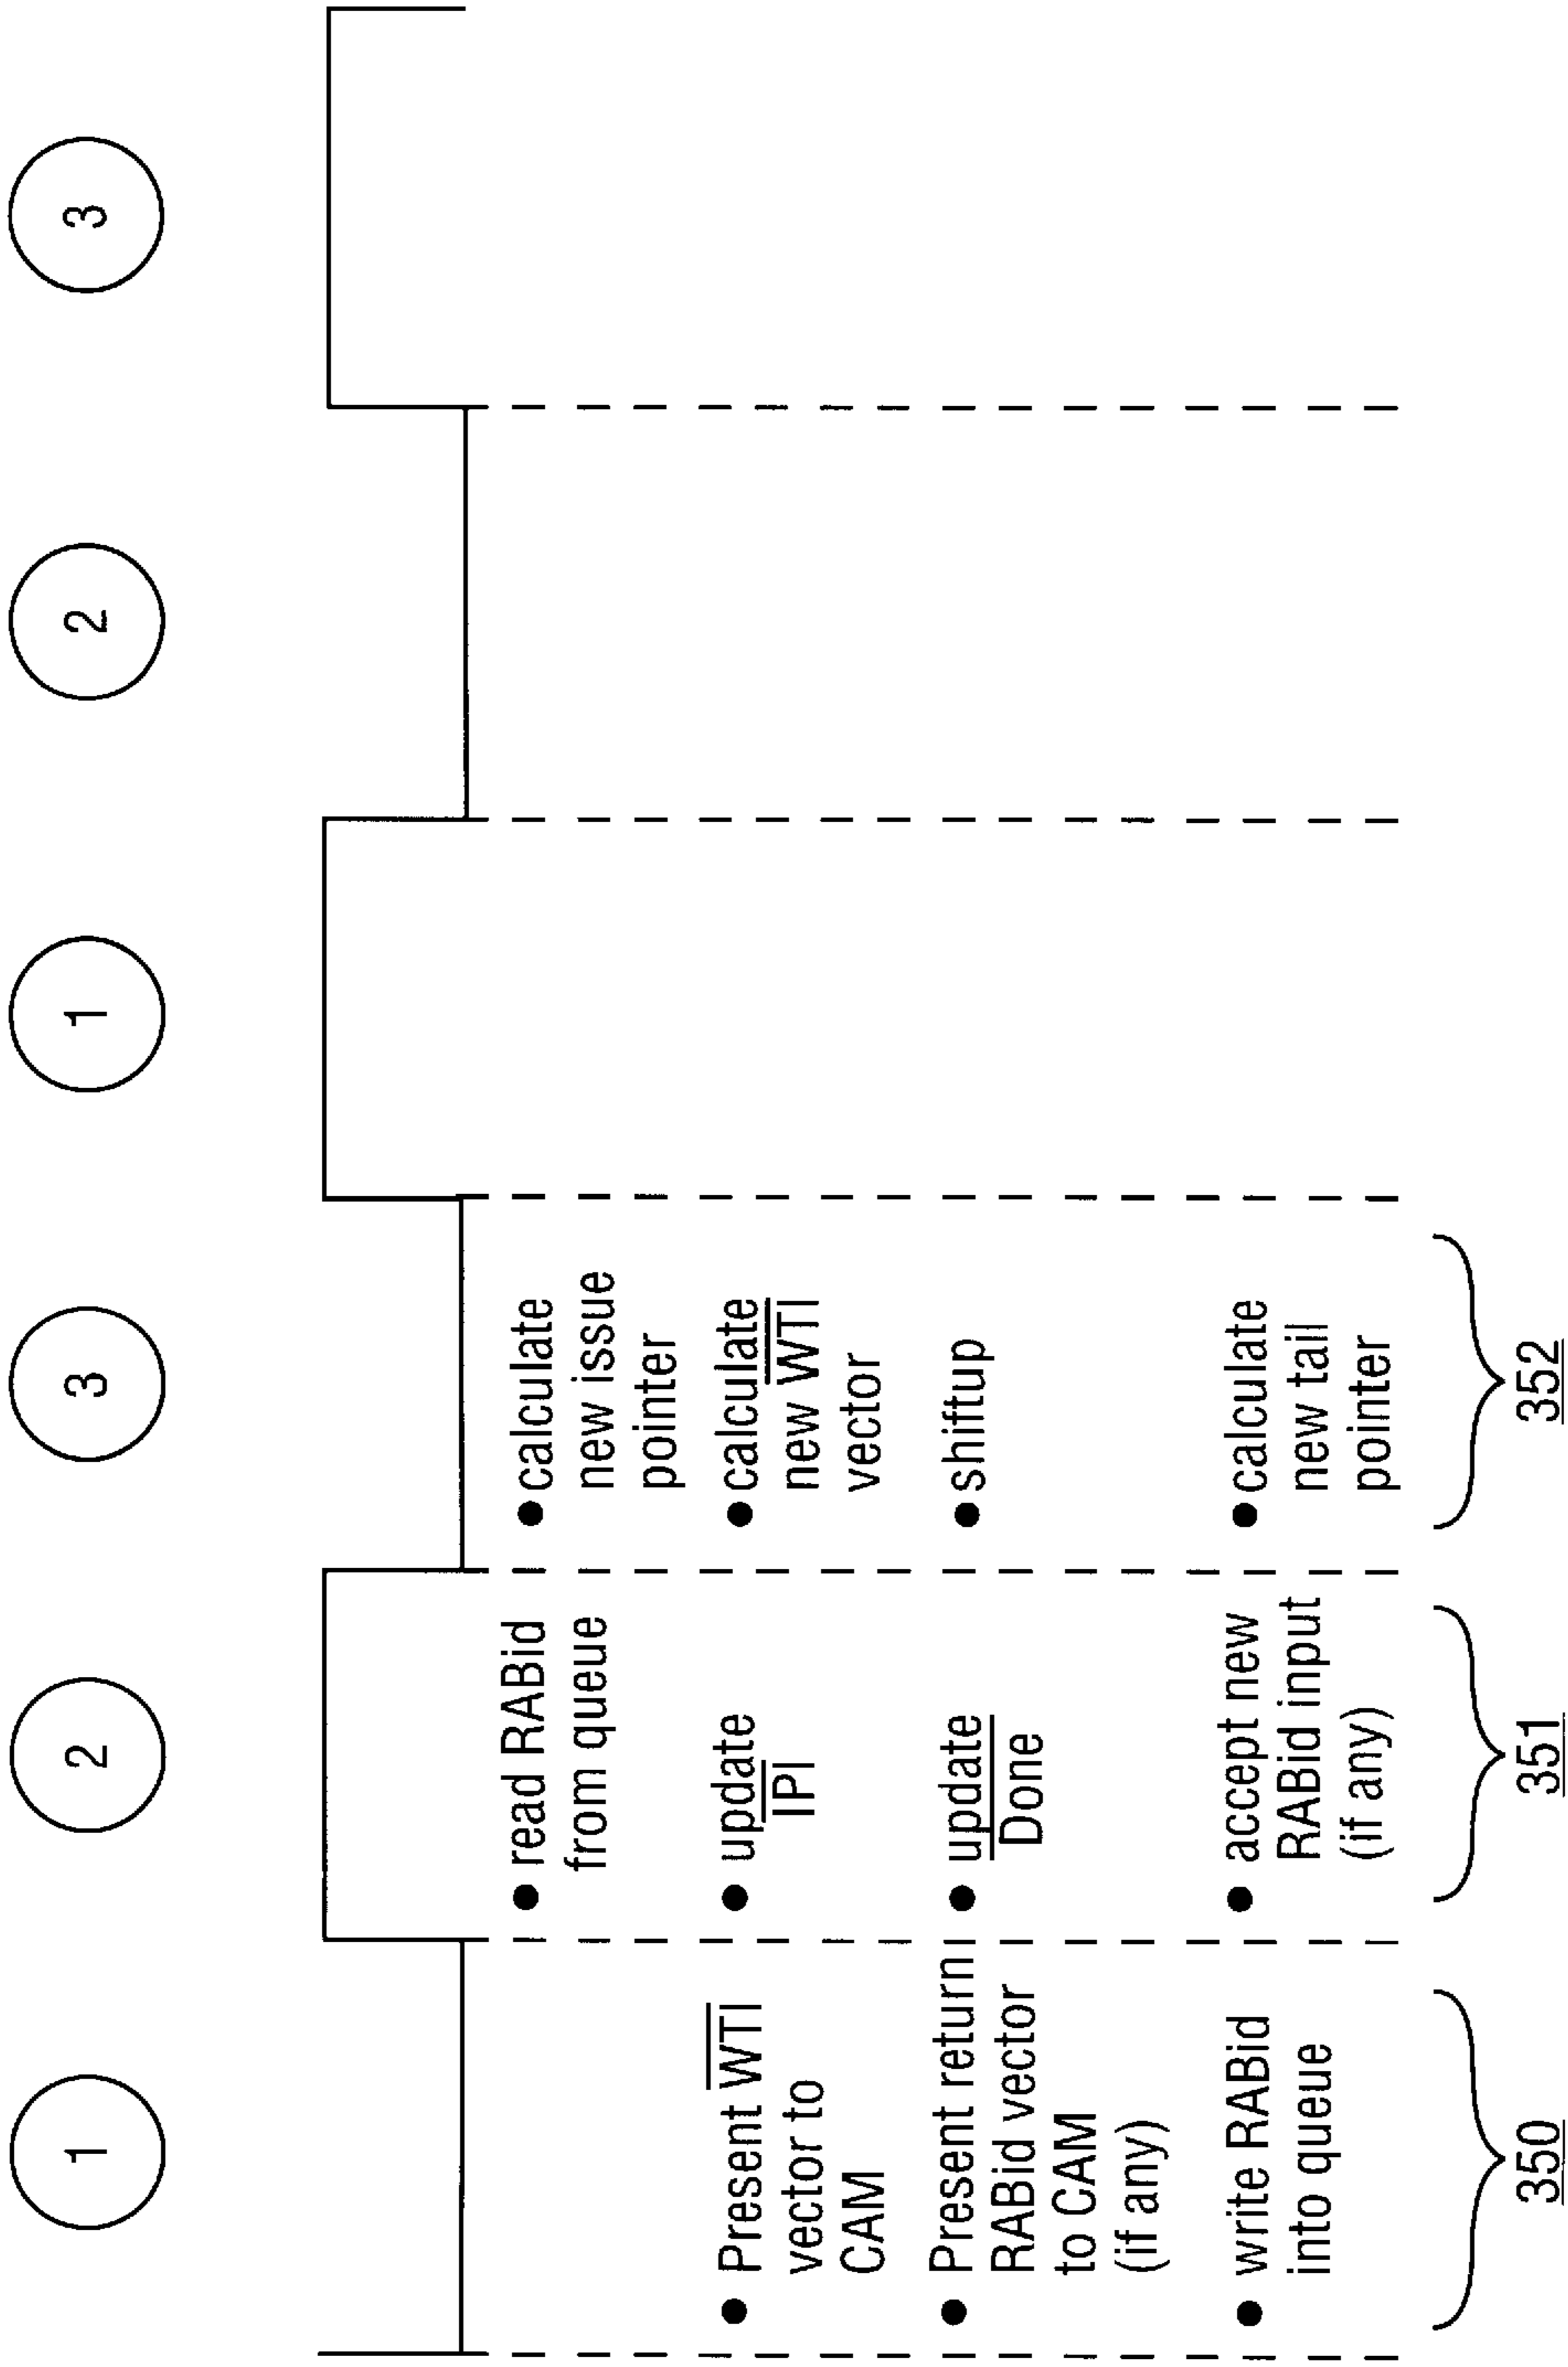 1
2
3
1
2
3
• Present WTI
vector to
CAM
• Present return
RABid vector
to CAM
(if any)
• write RABid
into queue
• read RABid
from queue
• update
IPI
• update
Done
• accept new
RABid input
(if any)
• calculate
new issue
pointer
• calculate
new WTI
vector
• shiftup
• calculate
new tail
pointer
350
351
352